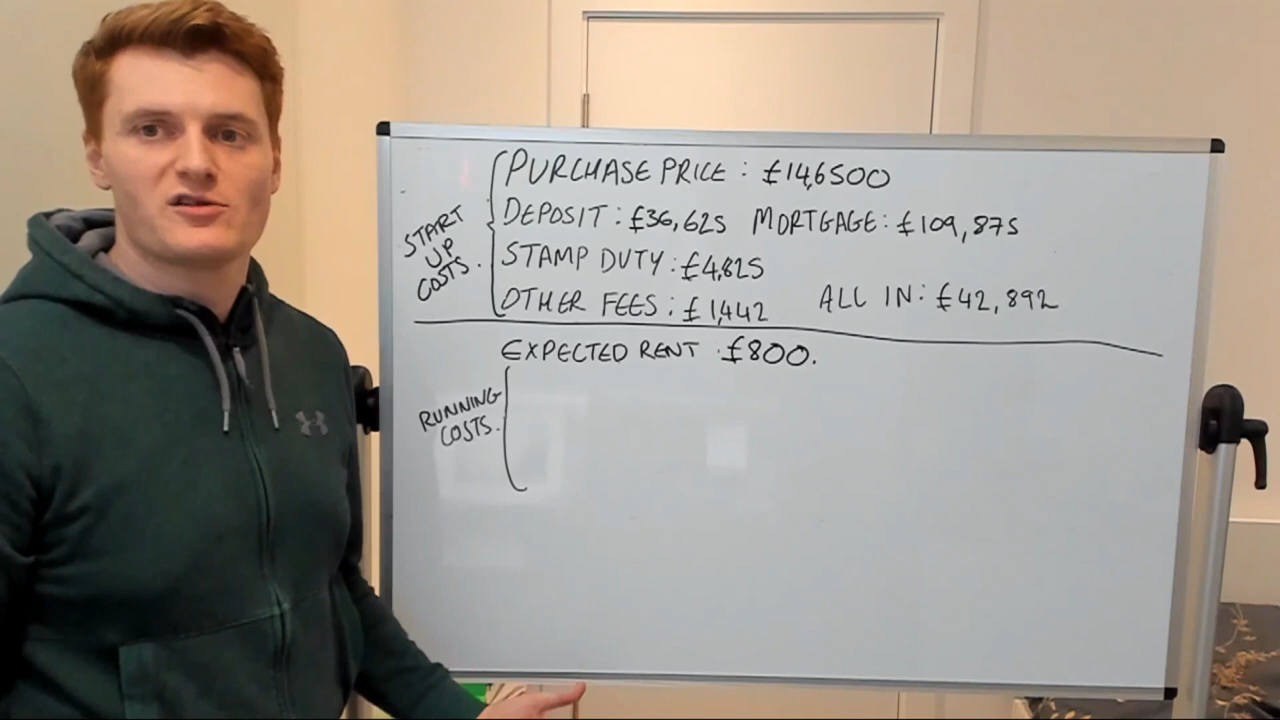 START UP COSTS.
PURCHASE PRICE : £146500
DEPOSIT : £36,625 MORTGAGE : £109,875
STAMP DUTY : £4,825
OTHER FEES : £1,442 ALL IN : £42,892
EXPECTED RENT : £800.
RUNNING COSTS.